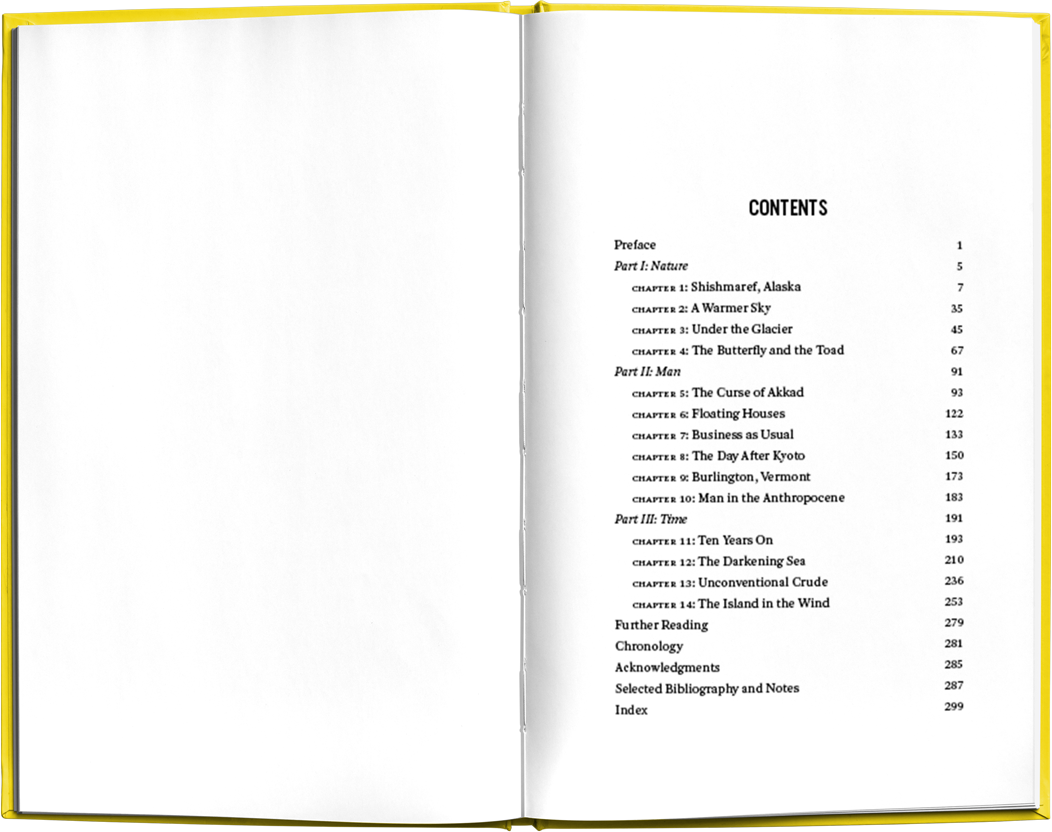 CONTENTS
Preface 1
Part I: Nature 5
CHAPTER 1: Shishmaref, Alaska 7
CHAPTER 2: A Warmer Sky 35
CHAPTER 3: Under the Glacier 45
CHAPTER 4: The Butterfly and the Toad 67
Part II: Man 91
CHAPTER 5: The Curse of Akkad 93
CHAPTER 6: Floating Houses 122
CHAPTER 7: Business as Usual 133
CHAPTER 8: The Day After Kyoto 150
CHAPTER 9: Burlington, Vermont 173
CHAPTER 10: Man in the Anthropocene 183
Part III: Time 191
CHAPTER 11: Ten Years On 193
CHAPTER 12: The Darkening Sea 210
CHAPTER 13: Unconventional Crude 236
CHAPTER 14: The Island in the Wind 253
Further Reading 279
Chronology 281
Acknowledgments 285
Selected Bibliography and Notes 287
Index 299